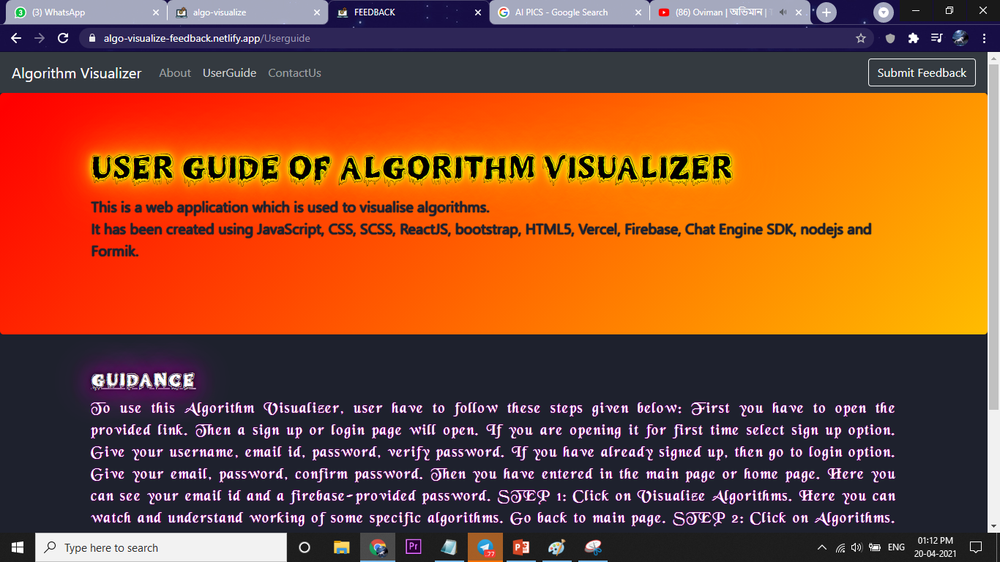 (3) WhatsApp
algo-visualize
FEEDBACK
AI PICS - Google Search
(86) Oviman | অভিমান |
algo-visualize-feedback.netlify.app/Userguide
Algorithm Visualizer
About
UserGuide
ContactUs
Submit Feedback
USER GUIDE OF ALGORITHM VISUALIZER
This is a web application which is used to visualise algorithms.
It has been created using JavaScript, CSS, SCSS, ReactJS, bootstrap, HTML5, Vercel, Firebase, Chat Engine SDK, nodejs and
Formik.
GUIDANCE
To use this Algorithm Visualizer, user have to follow these steps given below: First you have to open the
provided link. Then a sign up or login page will open. If you are opening it for first time select sign up option.
Give your username, email id, password, verify password. If you have already signed up, then go to login option.
Give your email, password, confirm password. Then you have entered in the main page or home page. Here you
can see your email id and a firebase-provided password. STEP 1: Click on Visualize Algorithms. Here you can
watch and understand working of some specific algorithms. Go back to main page. STEP 2: Click on Algorithms.
Type here to search
Pr
..77
ENG
01:12 PM
20-04-2021